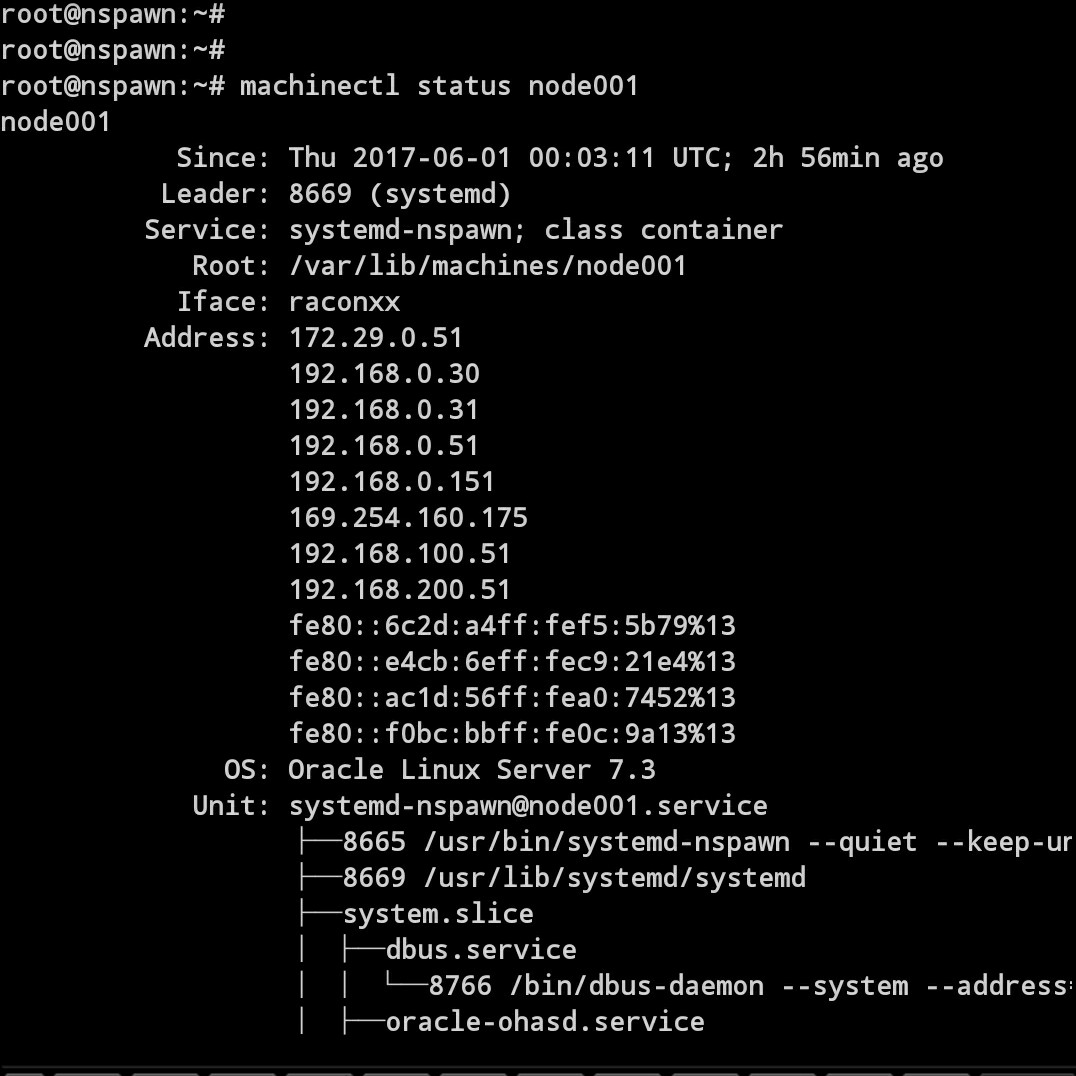 root@nspawn:~#
root@nspawn:~#
root@nspawn:~# machinectl status node001
node001
Since: Thu 2017-06-01 00:03:11 UTC; 2h 56min ago
Leader: 8669 (systemd)
Service: systemd-nspawn; class container
Root: /var/lib/machines/node001
Iface: raconxx
Address: 172.29.0.51
192.168.0.30
192.168.0.31
192.168.0.51
192.168.0.151
169.254.160.175
192.168.100.51
192.168.200.51
fe80::6c2d:a4ff:fef5:5b79%13
fe80::e4cb:6eff:fec9:21e4%13
fe80::ac1d:56ff:fea0:7452%13
fe80::f0bc:bbff:fe0c:9a13%13
OS: Oracle Linux Server 7.3
Unit: systemd-nspawn@node001.service
├──8665 /usr/bin/systemd-nspawn --quiet --keep-un
├──8669 /usr/lib/systemd/systemd
├──system.slice
│ ├──dbus.service
│ │ └──8766 /bin/dbus-daemon --system --address=
│ ├──oracle-ohasd.service